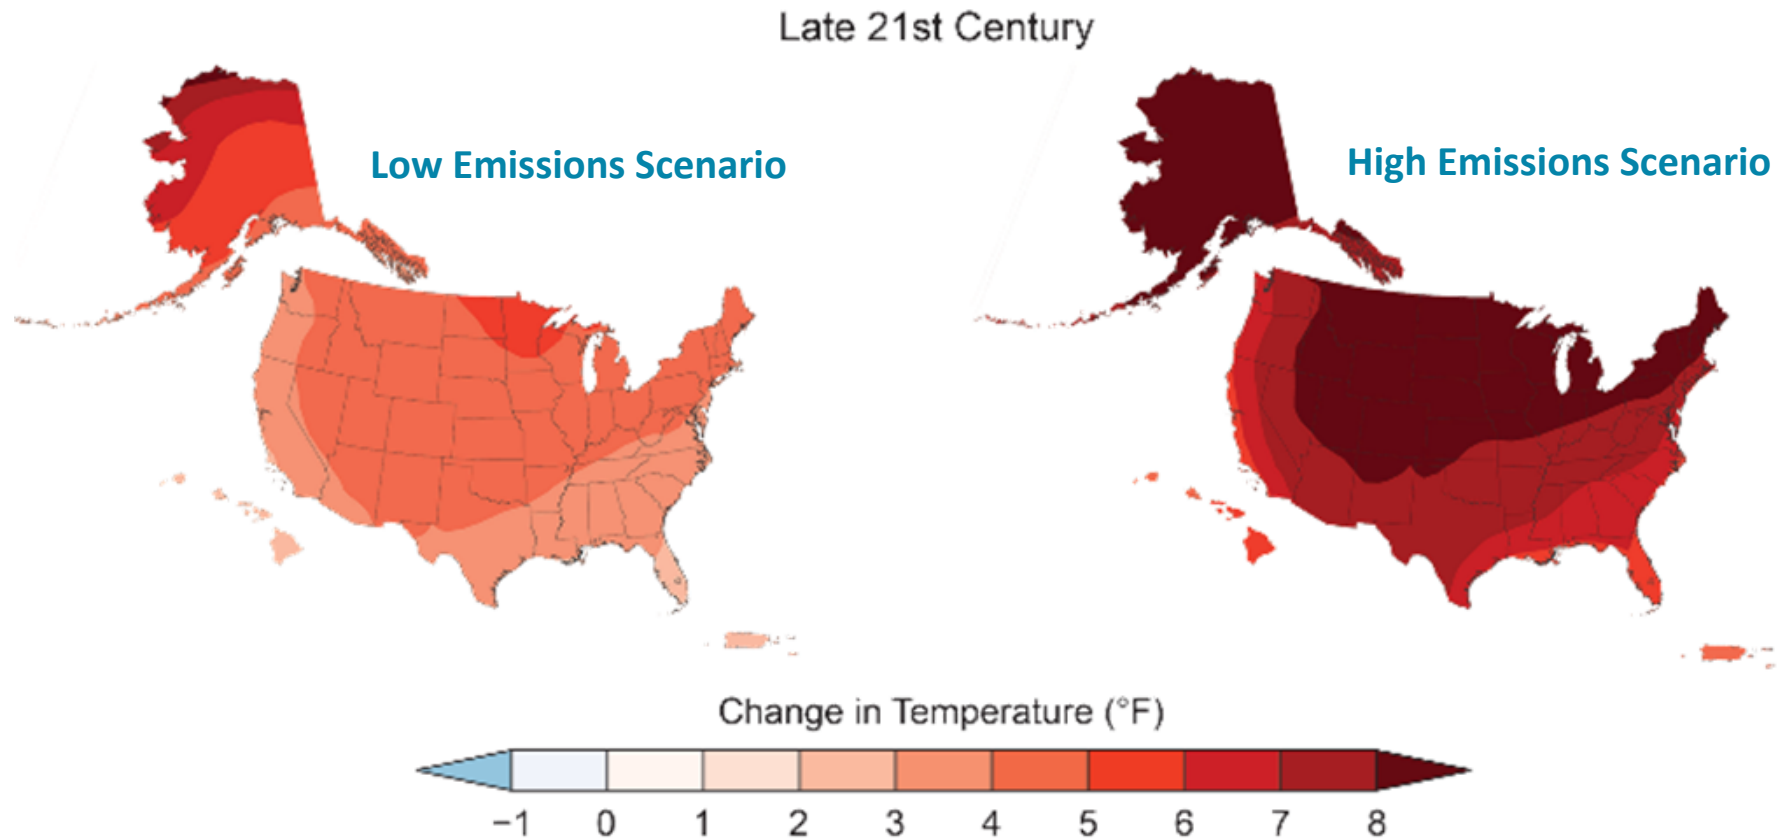 Late 21st Century
Low Emissions Scenario
High Emissions Scenario
Change in Temperature (°F)
−1 0 1 2 3 4 5 6 7 8